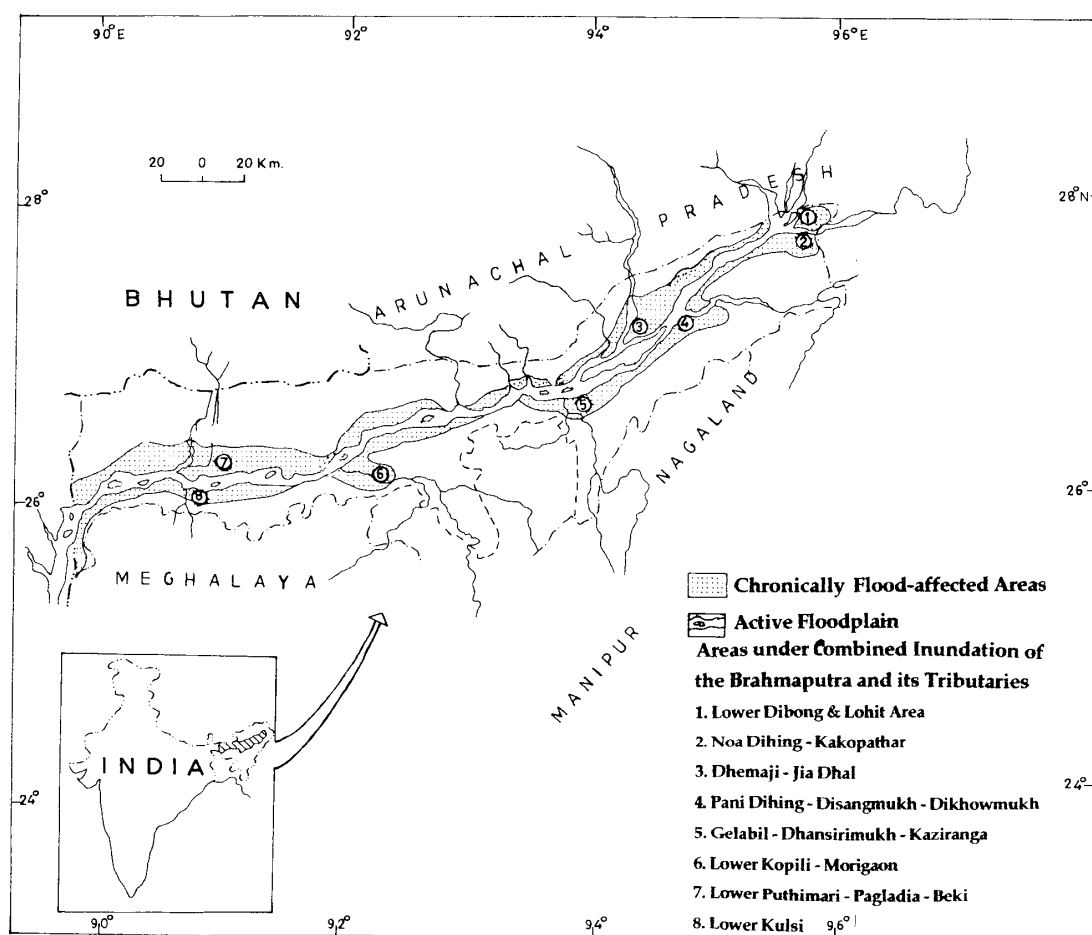 90°E 92° 94° 96°E
20 0 20 Km.
28° 28°N
BHUTAN
ARUNACHAL PRADESH
1
2
3
4
5
6
7
8
NAGALAND
26° 26°
MEGHALAYA
MANIPUR
INDIA
24° 24°
Chronically Flood-affected Areas
Active Floodplain
Areas under Combined Inundation of
the Brahmaputra and its Tributaries
1. Lower Dibong & Lohit Area
2. Noa Dihing - Kakopathar
3. Dhemaji - Jia Dhal
4. Pani Dihing - Disangmukh - Dikhowmukh
5. Gelabil - Dhansirimukh - Kaziranga
6. Lower Kopili - Morigaon
7. Lower Puthimari - Pagladia - Beki
8. Lower Kulsi
90° 92° 94° 96°